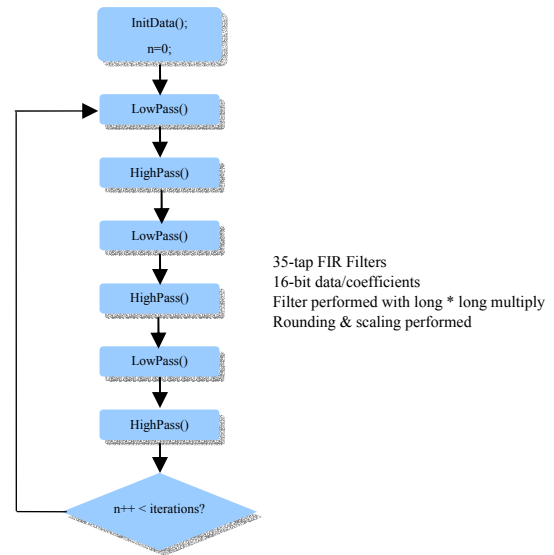 InitData();
n=0;
LowPass()
HighPass()
LowPass()
HighPass()
LowPass()
HighPass()
n++ < iterations?
35-tap FIR Filters
16-bit data/coefficients
Filter performed with long * long multiply
Rounding & scaling performed